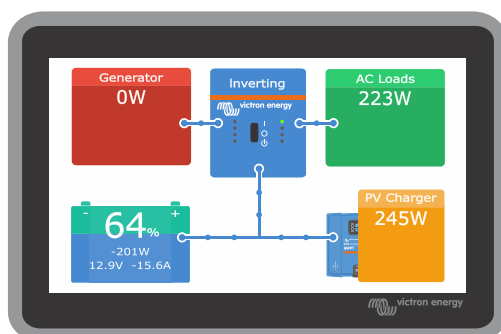 Generator
0W
Inverting
victron energy
I
AC Loads
223W
- +
64%
-201W
12.9V -15.6A
PV Charger
245W
victron energy